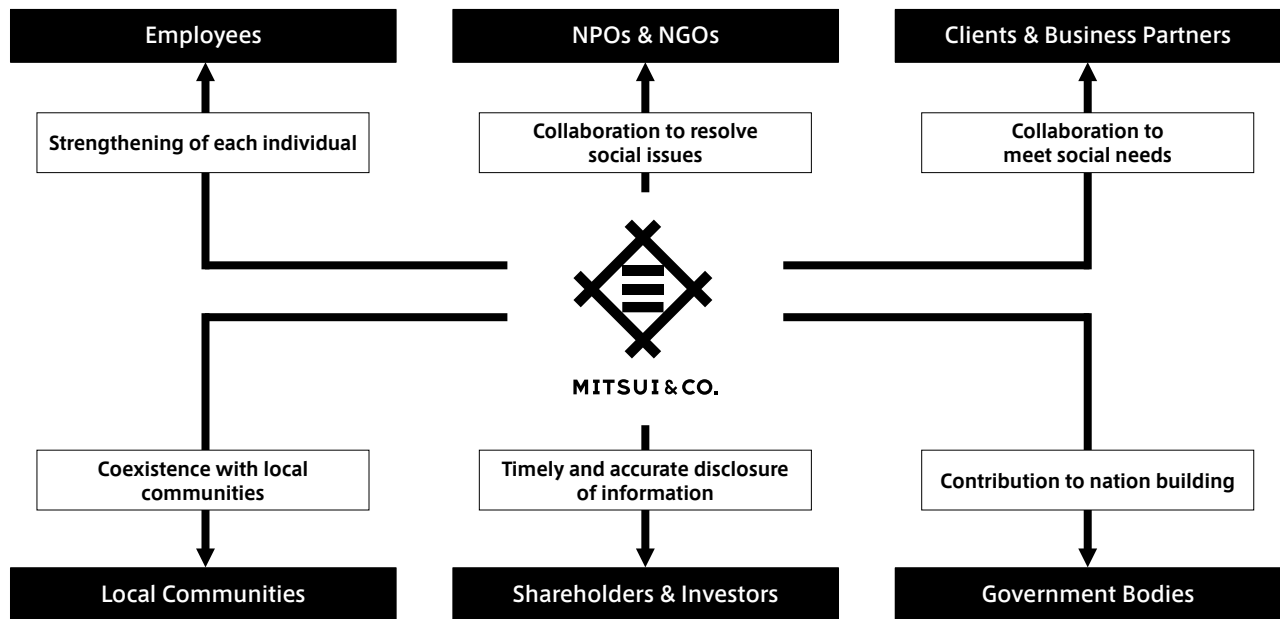 Employees
NPOs & NGOs
Clients & Business Partners
Strengthening of each individual
Collaboration to resolve
social issues
Collaboration to
meet social needs
MITSUI & CO.
Coexistence with local
communities
Timely and accurate disclosure
of information
Contribution to nation building
Local Communities
Shareholders & Investors
Government Bodies